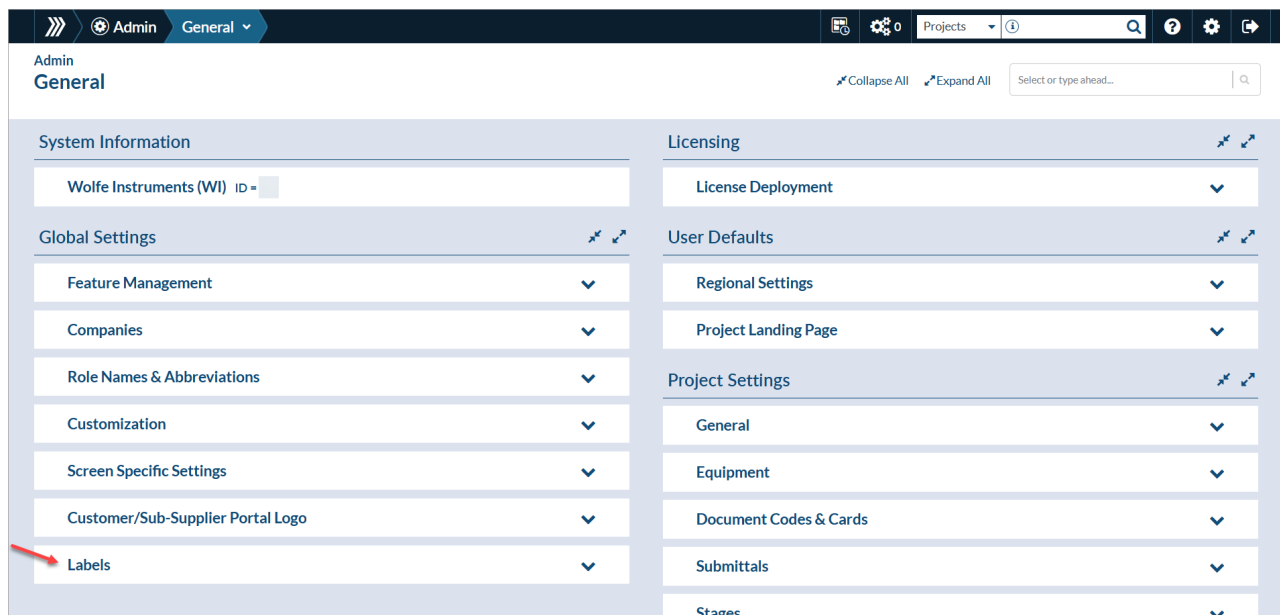 Admin
General
0
Projects
Admin
General
Collapse All
Expand All
Select or type ahead...
System Information
Wolfe Instruments (WI) ID =
Global Settings
Feature Management
Companies
Role Names & Abbreviations
Customization
Screen Specific Settings
Customer/Sub-Supplier Portal Logo
Labels
Licensing
License Deployment
User Defaults
Regional Settings
Project Landing Page
Project Settings
General
Equipment
Document Codes & Cards
Submittals
Stages